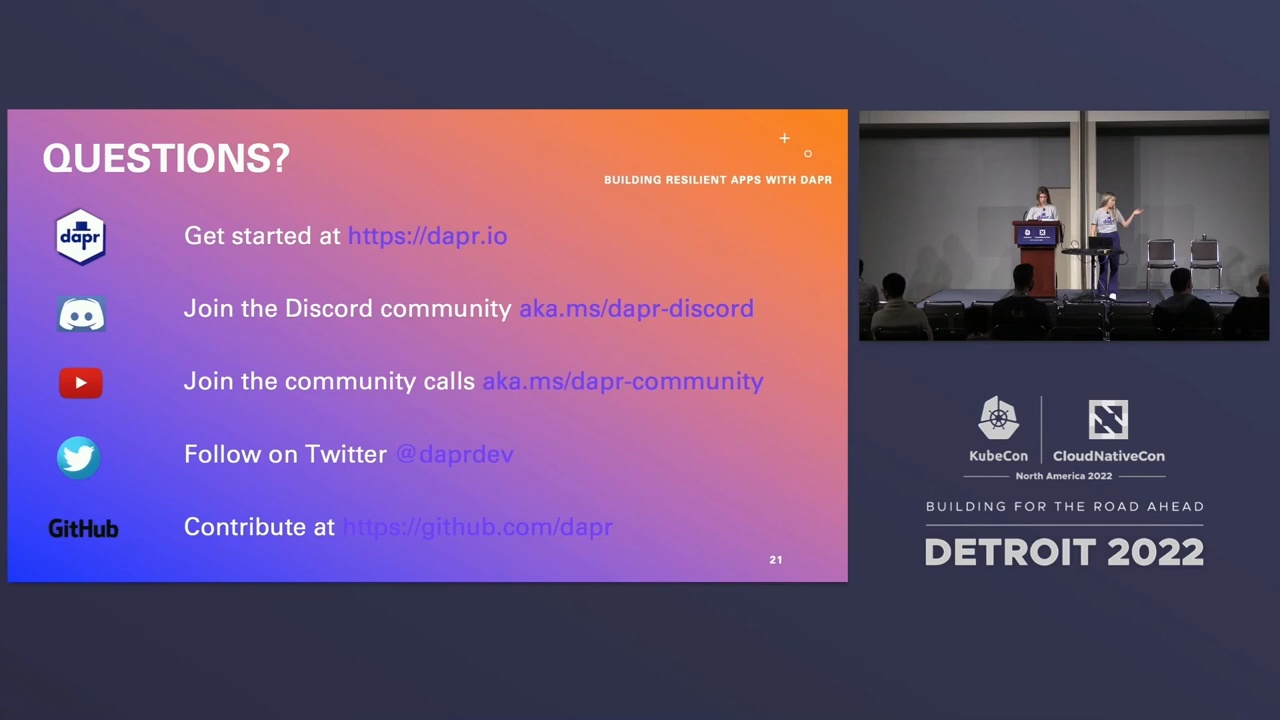 QUESTIONS?
BUILDING RESILIENT APPS WITH DAPR
dapr
Get started at https://dapr.io
Join the Discord community aka.ms/dapr-discord
Join the community calls aka.ms/dapr-community
Follow on Twitter @daprdev
GitHub
Contribute at https://github.com/dapr
21
KubeCon
CloudNativeCon
North America 2022
BUILDING FOR THE ROAD AHEAD
DETROIT 2022